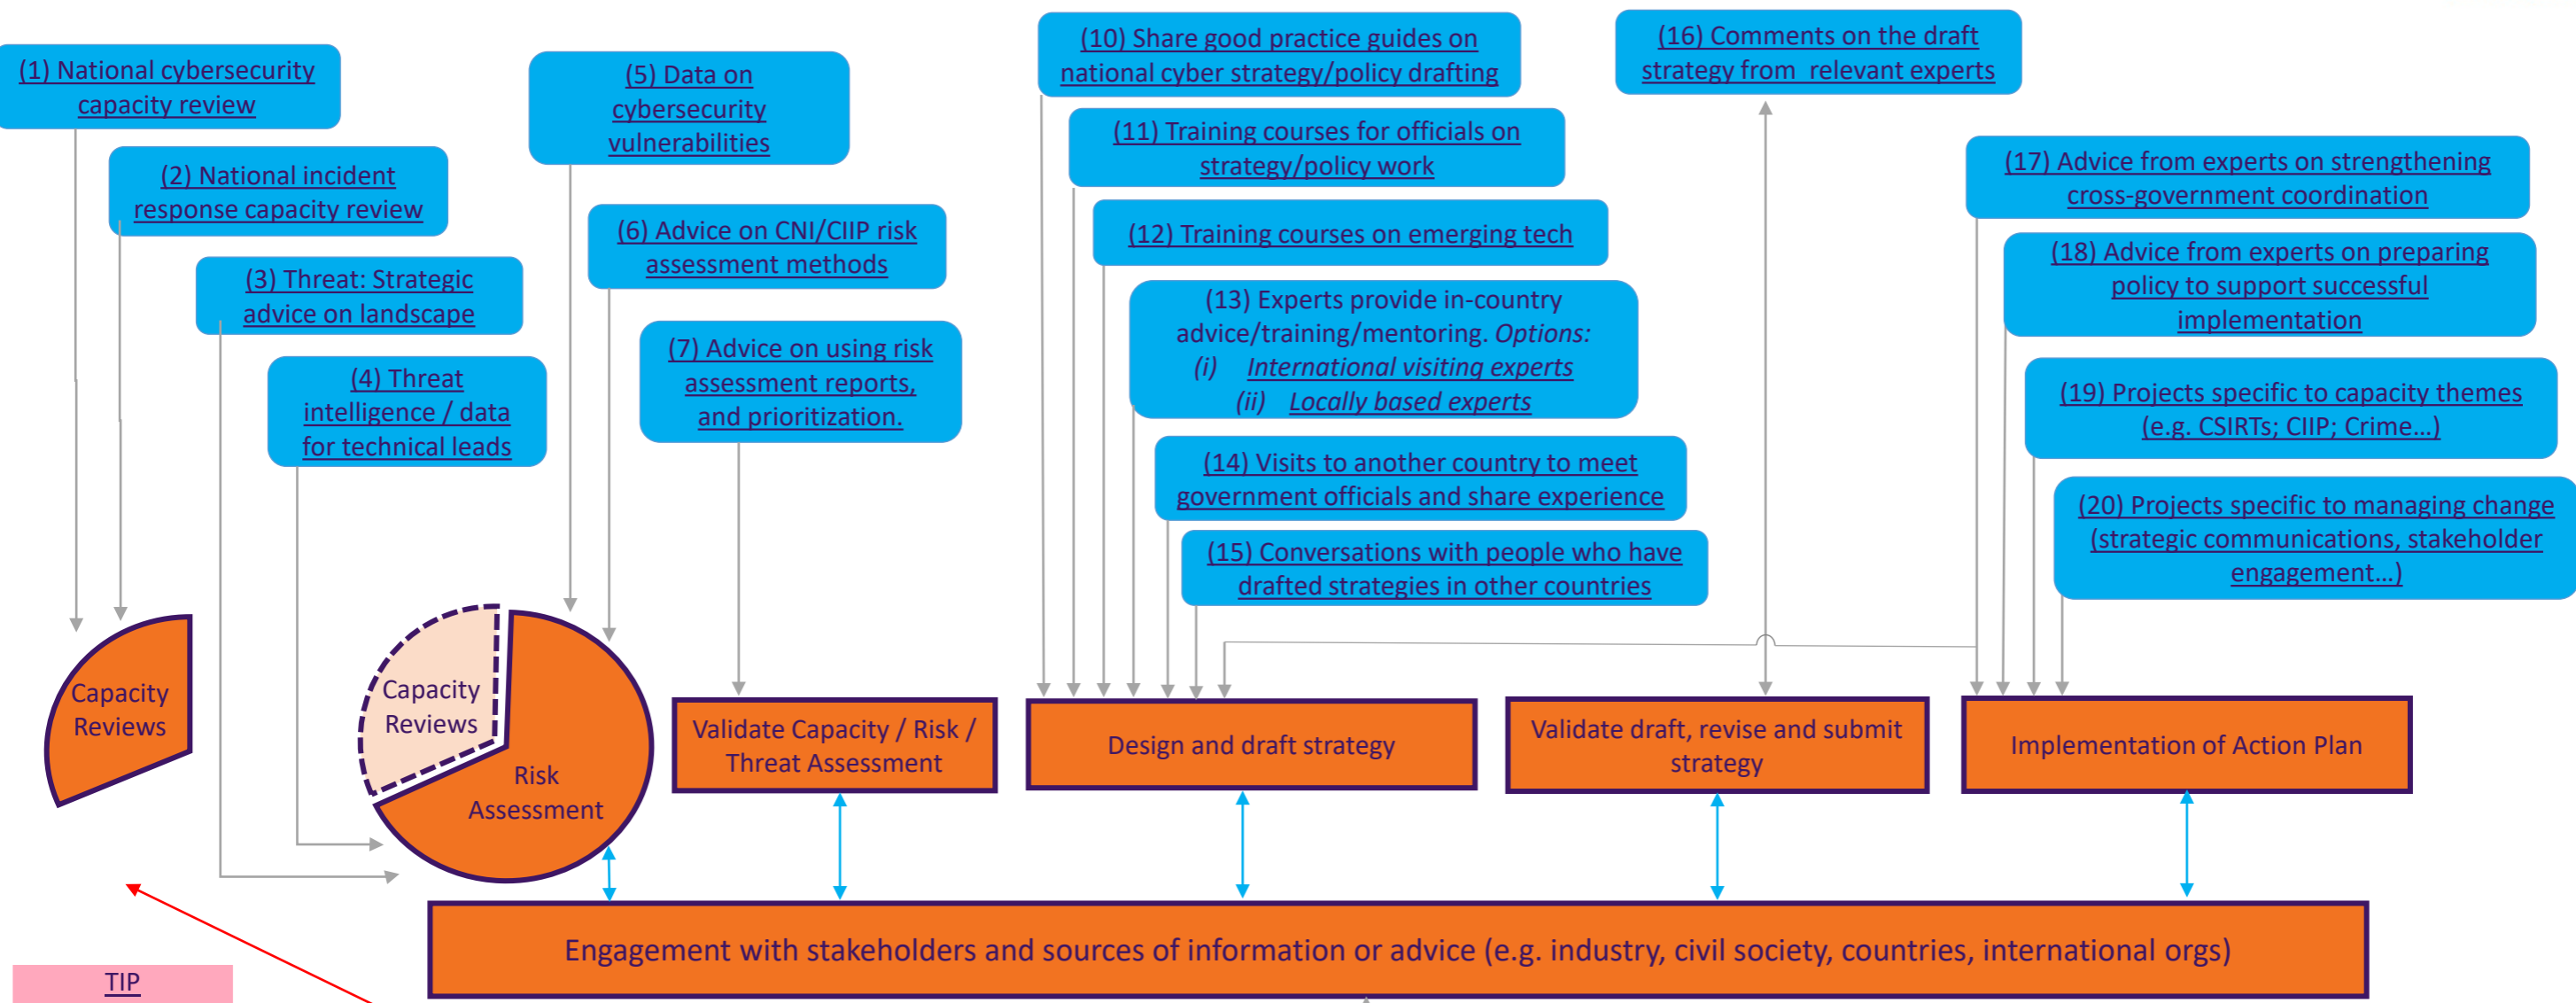 (1) National cybersecurity
capacity review
(2) National incident
response capacity review
(3) Threat: Strategic
advice on landscape
(4) Threat
intelligence / data
for technical leads
(5) Data on
cybersecurity
vulnerabilities
(6) Advice on CNI/CIIP risk
assessment methods
(7) Advice on using risk
assessment reports,
and prioritization.
(10) Share good practice guides on
national cyber strategy/policy drafting
(11) Training courses for officials on
strategy/policy work
(12) Training courses on emerging tech
(13) Experts provide in-country
advice/training/mentoring. Options:
(i) International visiting experts
(ii) Locally based experts
(14) Visits to another country to meet
government officials and share experience
(15) Conversations with people who have
drafted strategies in other countries
(16) Comments on the draft
strategy from relevant experts
(17) Advice from experts on strengthening
cross-government coordination
(18) Advice from experts on preparing
policy to support successful
implementation
(19) Projects specific to capacity themes
(e.g. CSIRTs; CIIP; Crime...)
(20) Projects specific to managing change
(strategic communications, stakeholder
engagement...)
Capacity
Reviews
Capacity
Reviews
Risk
Assessment
Validate Capacity / Risk /
Threat Assessment
Design and draft strategy
Validate draft, revise and submit
strategy
Implementation of Action Plan
Engagement with stakeholders and sources of information or advice (e.g. industry, civil society, countries, international orgs)
TIP